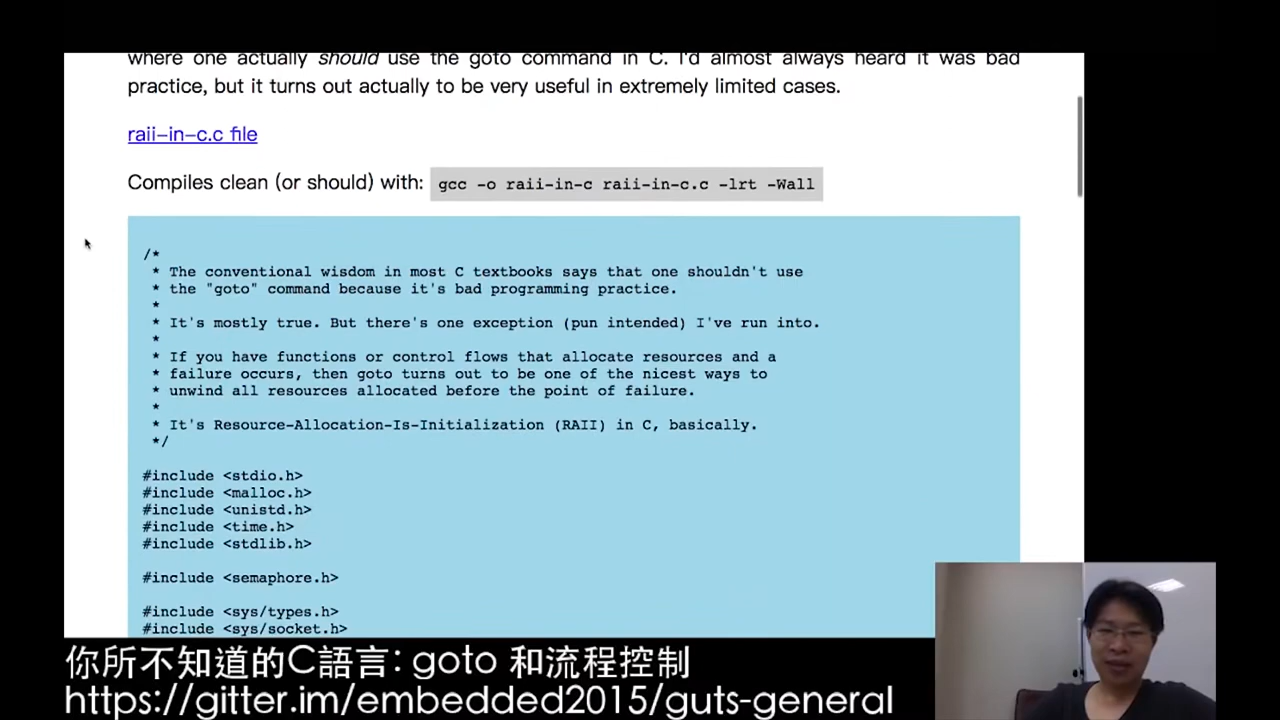 where one actually should use the goto command in C. I'd almost always heard it was bad
practice, but it turns out actually to be very useful in extremely limited cases.
raii-in-c.c file
Compiles clean (or should) with: gcc -o raii-in-c raii-in-c.c -lrt -Wall
/*
* The conventional wisdom in most C textbooks says that one shouldn't use
* the "goto" command because it's bad programming practice.
*
* It's mostly true. But there's one exception (pun intended) I've run into.
*
* If you have functions or control flows that allocate resources and a
* failure occurs, then goto turns out to be one of the nicest ways to
* unwind all resources allocated before the point of failure.
*
* It's Resource-Allocation-Is-Initialization (RAII) in C, basically.
*/
#include <stdio.h>
#include <malloc.h>
#include <unistd.h>
#include <time.h>
#include <stdlib.h>
#include <semaphore.h>
#include <sys/types.h>
#include <sys/socket.h>
你所不知道的C語言: goto 和流程控制
https://gitter.im/embedded2015/guts-general